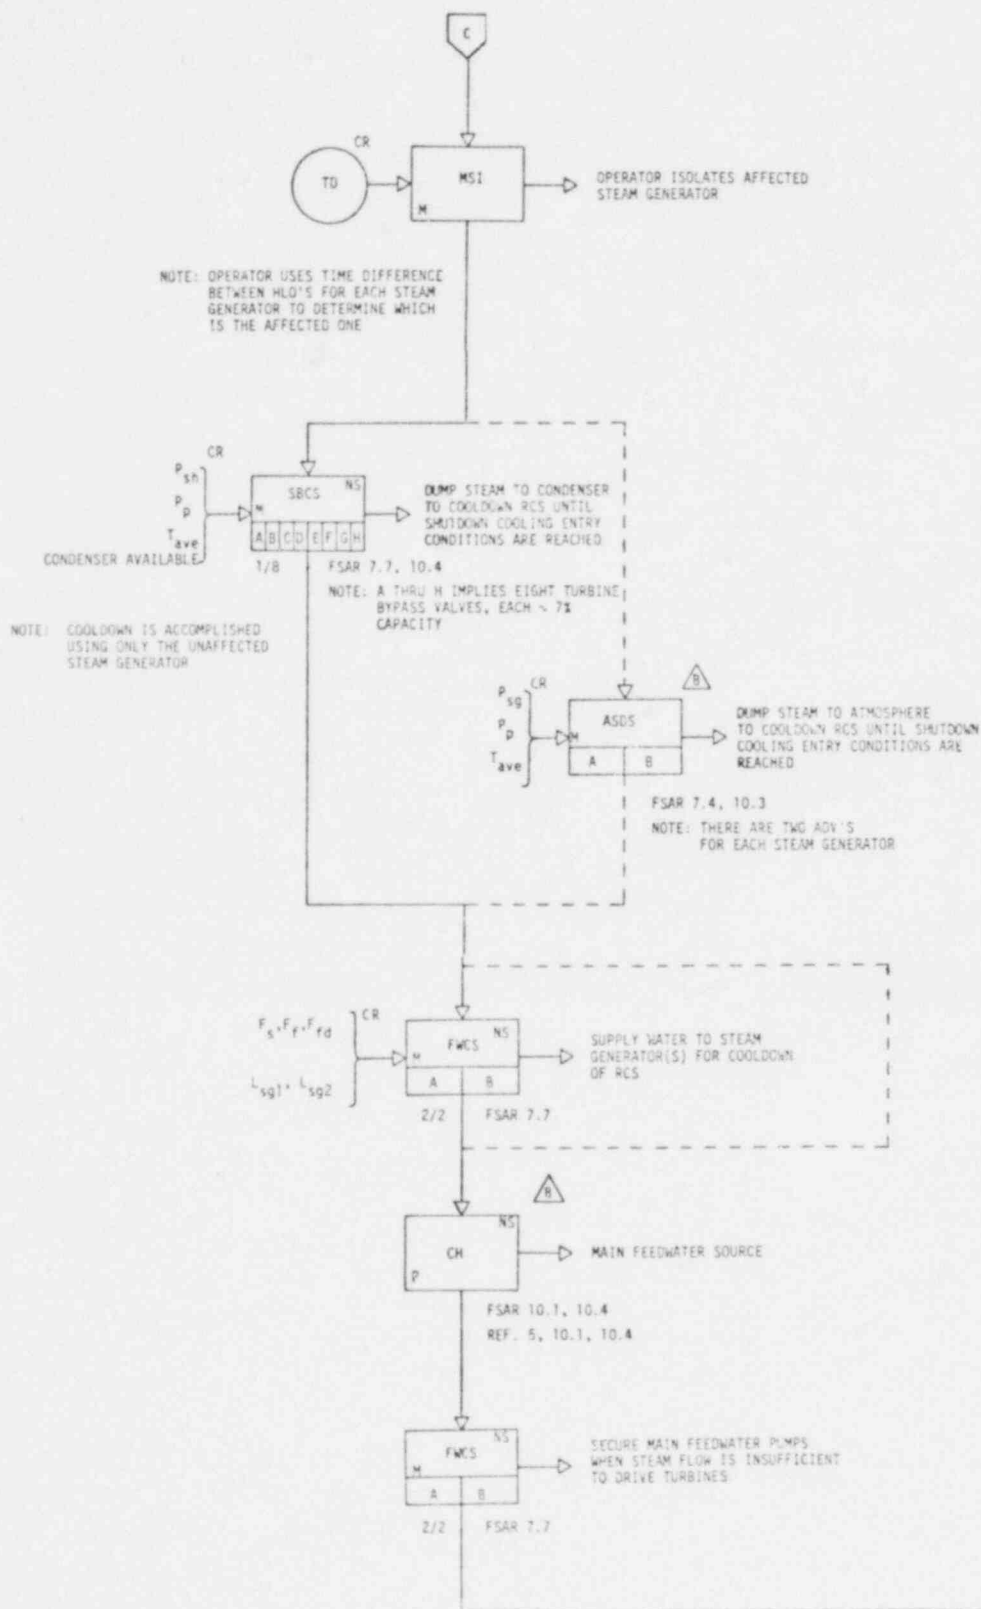 C
CR
TD
MSI
M
OPERATOR ISOLATES AFFECTED
STEAM GENERATOR
NOTE: OPERATOR USES TIME DIFFERENCE
BETWEEN HLO'S FOR EACH STEAM
GENERATOR TO DETERMINE WHICH
IS THE AFFECTED ONE
CR
Psh
Pp
Tave
CONDENSER AVAILABLE
NS
SBCS
M
A B C D E F G H
DUMP STEAM TO CONDENSER
TO COOLDOWN RCS UNTIL
SHUTDOWN COOLING ENTRY
CONDITIONS ARE REACHED
1/8 FSAR 7.7, 10.4
NOTE: A THRU H IMPLIES EIGHT TURBINE
BYPASS VALVES, EACH ~ 7%
CAPACITY
NOTE: COOLDOWN IS ACCOMPLISHED
USING ONLY THE UNAFFECTED
STEAM GENERATOR
CR
Psg
Pp
Tave
B
ASDS
M
A B
DUMP STEAM TO ATMOSPHERE
TO COOLDOWN RCS UNTIL SHUTDOWN
COOLING ENTRY CONDITIONS ARE
REACHED
FSAR 7.4, 10.3
NOTE: THERE ARE TWO ADV'S
FOR EACH STEAM GENERATOR
CR
Fs, Ff, Ffd
Lsg1, Lsg2
NS
FWCS
M
A B
SUPPLY WATER TO STEAM
GENERATOR(S) FOR COOLDOWN
OF RCS
2/2 FSAR 7.7
B
NS
CH
P
MAIN FEEDWATER SOURCE
FSAR 10.1, 10.4
REF. 5, 10.1, 10.4
NS
FWCS
M
A B
SECURE MAIN FEEDWATER PUMPS
WHEN STEAM FLOW IS INSUFFICIENT
TO DRIVE TURBINES
2/2 FSAR 7.7